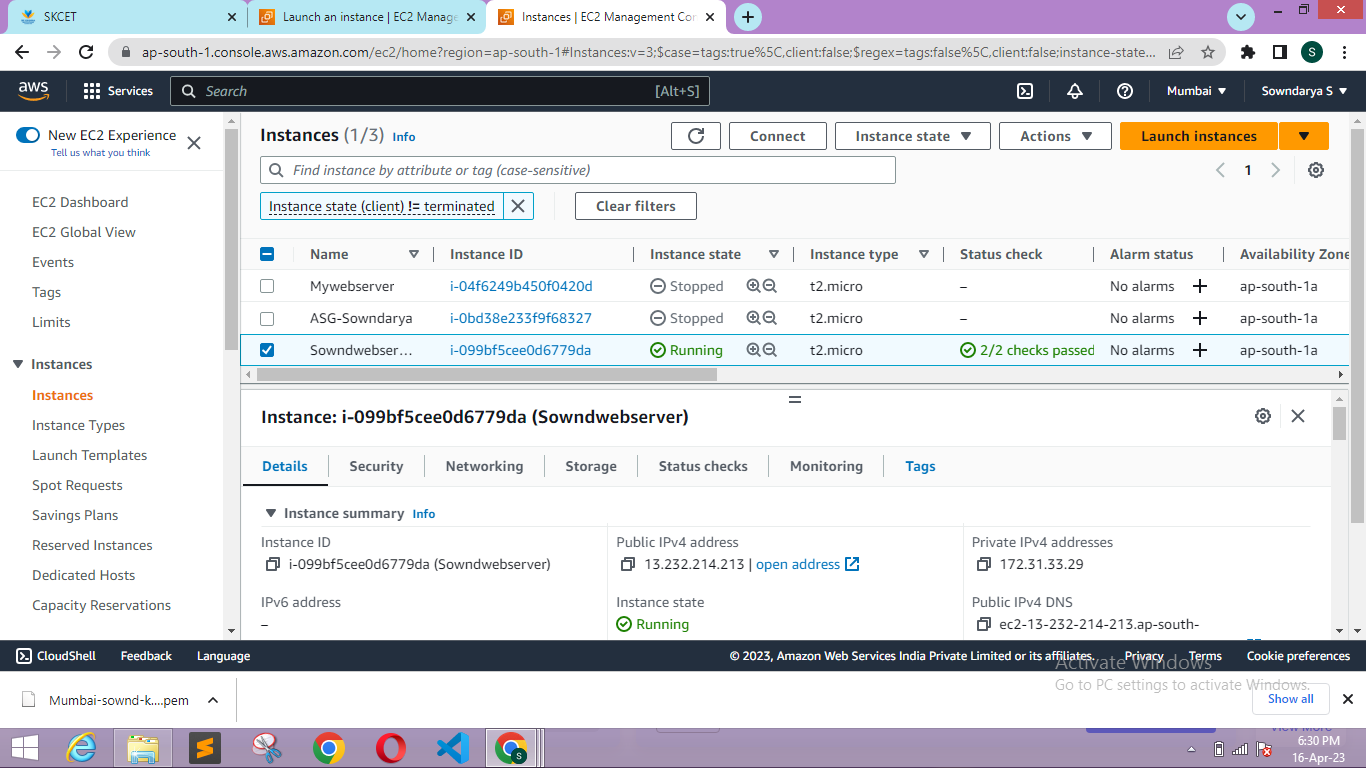 SKCET
Launch an instance | EC2 Manage
Instances | EC2 Management Con
ap-south-1.console.aws.amazon.com/ec2/home?region=ap-south-1#Instances:v=3;$case=tags:true%5C,client:false;$regex=tags:false%5C,client:false;instance-state...
S
aws
Services
Search
[Alt+S]
Mumbai
Sowndarya S
New EC2 Experience
Tell us what you think
EC2 Dashboard
EC2 Global View
Events
Tags
Limits
Instances
Instances
Instance Types
Launch Templates
Spot Requests
Savings Plans
Reserved Instances
Dedicated Hosts
Capacity Reservations
Instances (1/3) Info
Connect
Instance state
Actions
Launch instances
Find instance by attribute or tag (case-sensitive)
1
Instance state (client) != terminated
Clear filters
Name Instance ID Instance state Instance type Status check Alarm status Availability Zone
Mywebserver i-04f6249b450f0420d Stopped t2.micro – No alarms ap-south-1a
ASG-Sowndarya i-0bd38e233f9f68327 Stopped t2.micro – No alarms ap-south-1a
Sowndwebser... i-099bf5cee0d6779da Running t2.micro 2/2 checks passed No alarms ap-south-1a
Instance: i-099bf5cee0d6779da (Sowndwebserver)
Details Security Networking Storage Status checks Monitoring Tags
Instance summary Info
Instance ID
i-099bf5cee0d6779da (Sowndwebserver)
Public IPv4 address
13.232.214.213 | open address
Private IPv4 addresses
172.31.33.29
IPv6 address
–
Instance state
Running
Public IPv4 DNS
ec2-13-232-214-213.ap-south-
CloudShell Feedback Language
© 2023, Amazon Web Services India Private Limited or its affiliates. Privacy Terms Cookie preferences
Activate Windows
Go to PC settings to activate Windows.
Mumbai-sownd-k....pem
Show all
View More
6:30 PM
16-Apr-23